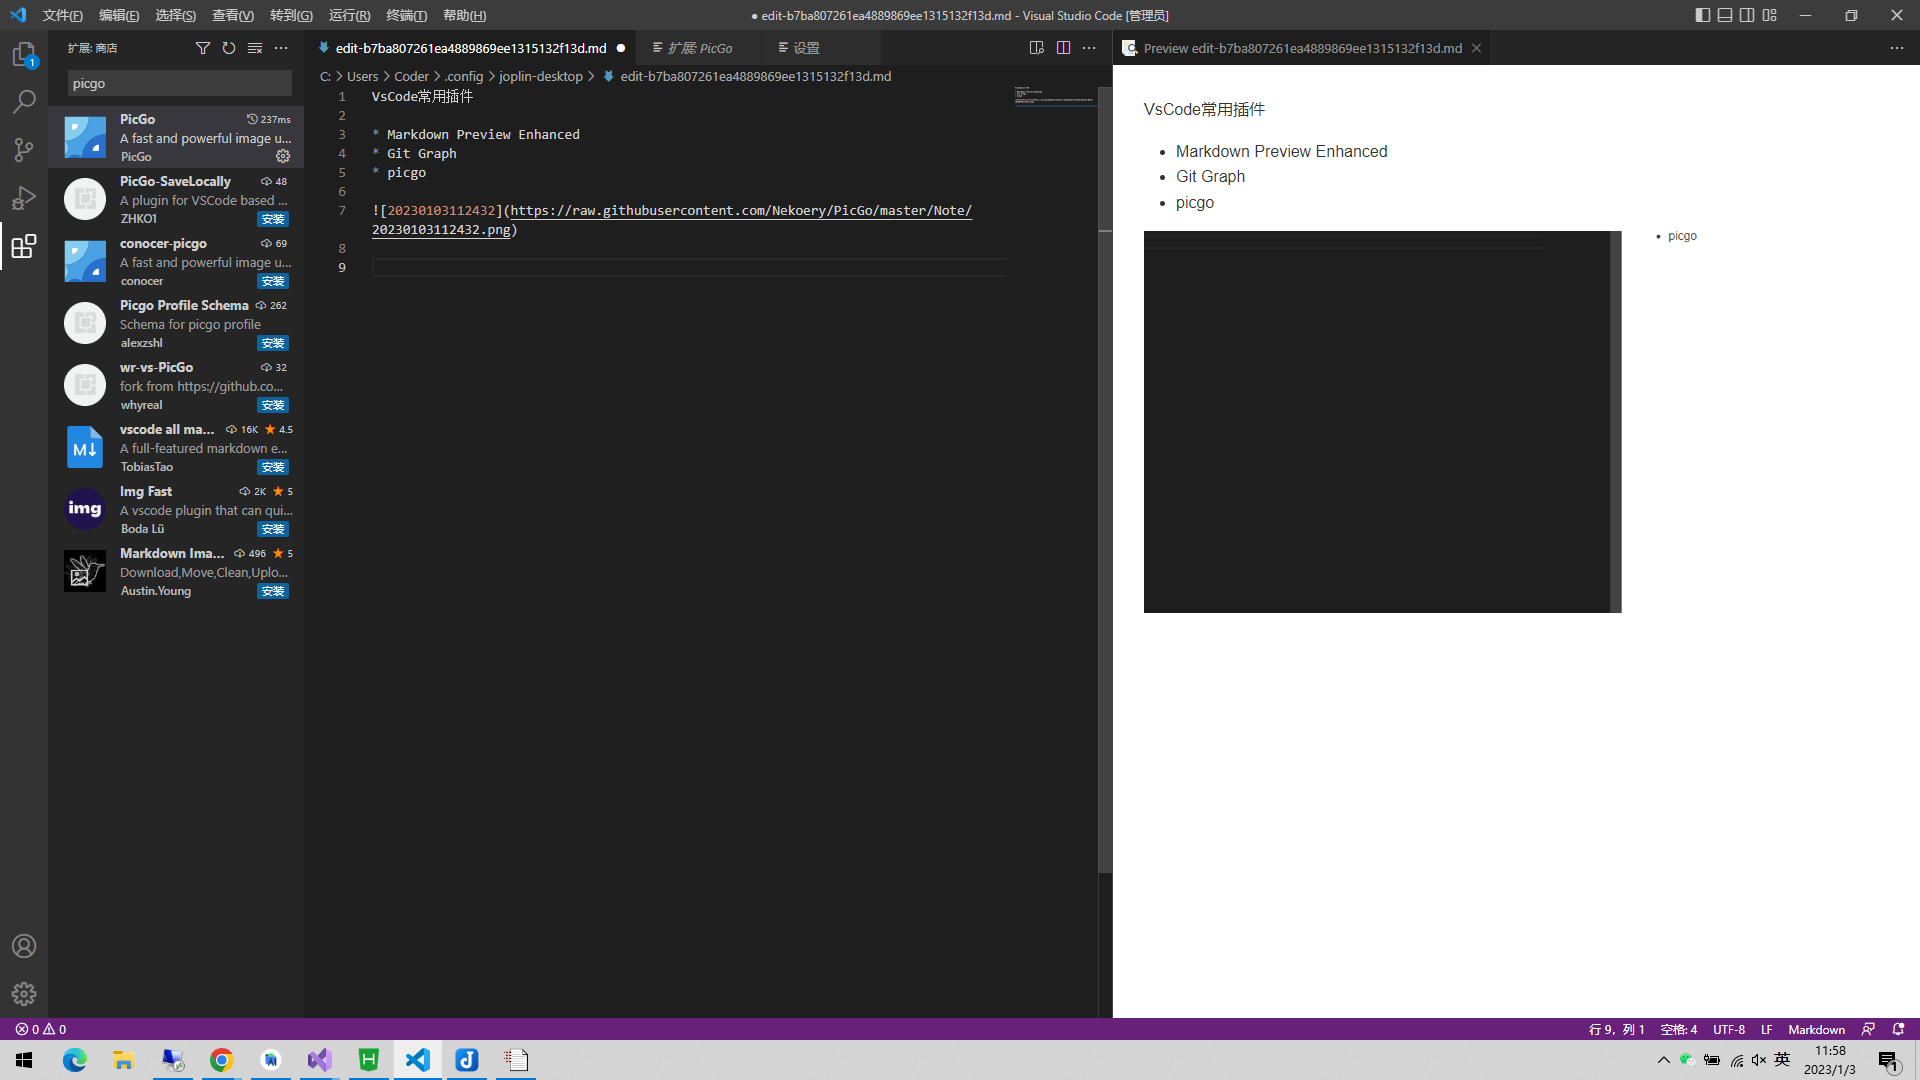 文件(F) 编辑(E) 选择(S) 查看(V) 转到(G) 运行(R) 终端(T) 帮助(H)
● edit-b7ba807261ea4889869ee1315132f13d.md - Visual Studio Code [管理员]
1
扩展: 商店
picgo
PicGo 237ms
A fast and powerful image u...
PicGo
PicGo-SaveLocally 48
A plugin for VSCode based ...
ZHKO1 安装
conocer-picgo 69
A fast and powerful image u...
conocer 安装
Picgo Profile Schema 262
Schema for picgo profile
alexzshl 安装
wr-vs-PicGo 32
fork from https://github.co...
whyreal 安装
vscode all ma... 16K ★ 4.5
A full-featured markdown e...
TobiasTao 安装
Img Fast 2K ★ 5
A vscode plugin that can qui...
Boda Lü 安装
Markdown Ima... 496 ★ 5
Download,Move,Clean,Uplo...
Austin.Young 安装
M↓
img
edit-b7ba807261ea4889869ee1315132f13d.md ●
扩展: PicGo
设置
C: > Users > Coder > .config > joplin-desktop > edit-b7ba807261ea4889869ee1315132f13d.md
1 VsCode常用插件
2
3 * Markdown Preview Enhanced
4 * Git Graph
5 * picgo
6
7 ![20230103112432](https://raw.githubusercontent.com/Nekoery/PicGo/master/Note/
20230103112432.png)
8
9
Preview edit-b7ba807261ea4889869ee1315132f13d.md
VsCode常用插件
• Markdown Preview Enhanced
• Git Graph
• picgo
• picgo
0 0
行 9，列 1 空格: 4 UTF-8 LF Markdown
英
11:58
2023/1/3
1